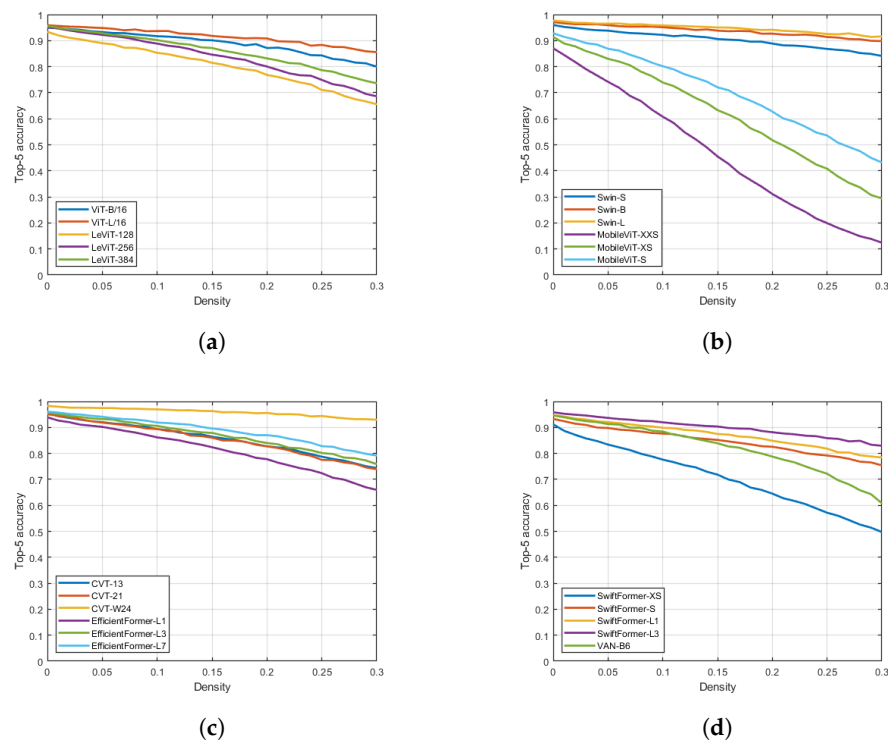 1
0.9
0.8
0.7
0.6
0.5
0.4
0.3
0.2
0.1
0
Top-5 accuracy
ViT-B/16
ViT-L/16
LeViT-128
LeViT-256
LeViT-384
0 0.05 0.1 0.15 0.2 0.25 0.3
Density
(a)
1
0.9
0.8
0.7
0.6
0.5
0.4
0.3
0.2
0.1
0
Top-5 accuracy
Swin-S
Swin-B
Swin-L
MobileViT-XXS
MobileViT-XS
MobileViT-S
0 0.05 0.1 0.15 0.2 0.25 0.3
Density
(b)
1
0.9
0.8
0.7
0.6
0.5
0.4
0.3
0.2
0.1
0
Top-5 accuracy
CVT-13
CVT-21
CVT-W24
EfficientFormer-L1
EfficientFormer-L3
EfficientFormer-L7
0 0.05 0.1 0.15 0.2 0.25 0.3
Density
(c)
1
0.9
0.8
0.7
0.6
0.5
0.4
0.3
0.2
0.1
0
Top-5 accuracy
SwiftFormer-XS
SwiftFormer-S
SwiftFormer-L1
SwiftFormer-L3
VAN-B6
0 0.05 0.1 0.15 0.2 0.25 0.3
Density
(d)